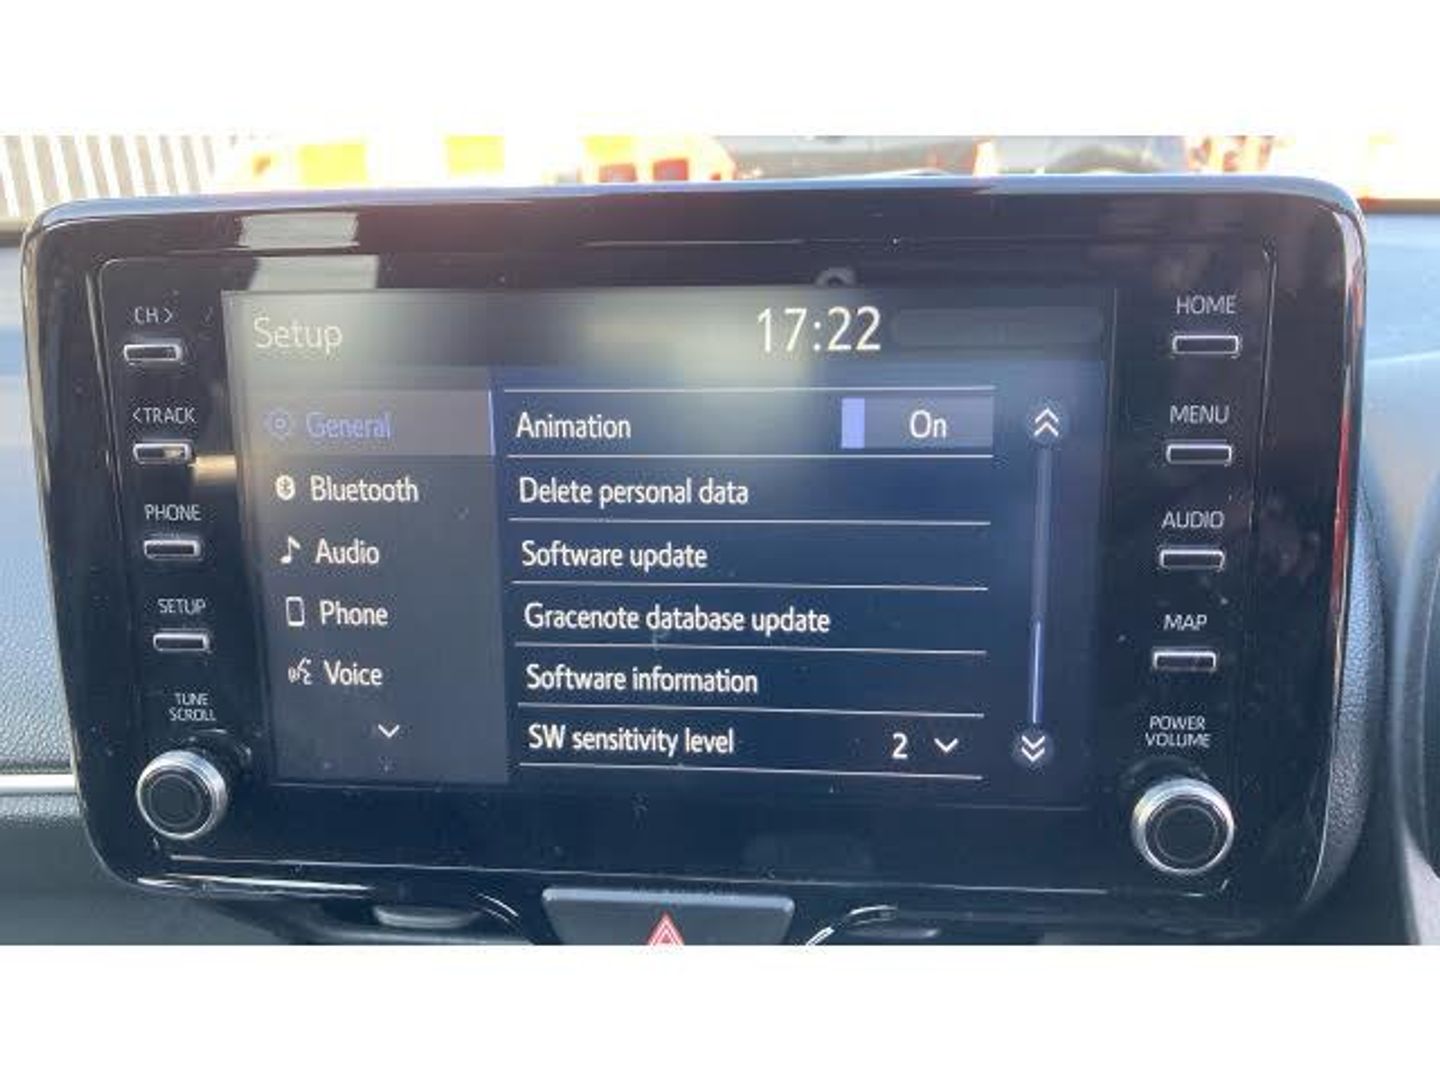 Setup
17:22
General
Bluetooth
Audio
Phone
Voice
Animation On
Delete personal data
Software update
Gracenote database update
Software information
SW sensitivity level 2
CH >
<TRACK
PHONE
SETUP
TUNE
SCROLL
HOME
MENU
AUDIO
MAP
POWER
VOLUME